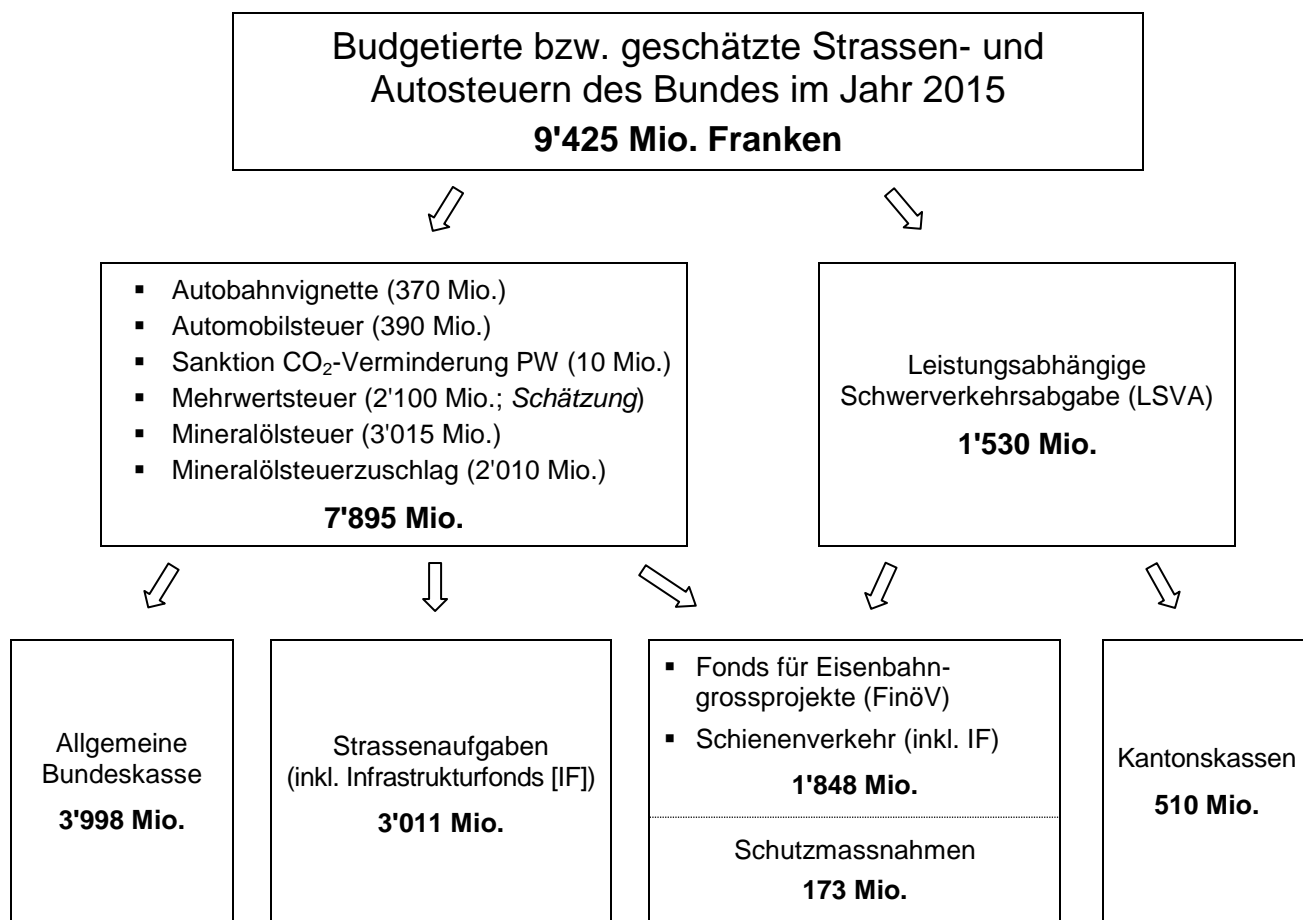 Budgetierte bzw. geschätzte Strassen- und
Autosteuern des Bundes im Jahr 2015
9'425 Mio. Franken
▪ Autobahnvignette (370 Mio.)
▪ Automobilsteuer (390 Mio.)
▪ Sanktion CO₂-Verminderung PW (10 Mio.)
▪ Mehrwertsteuer (2'100 Mio.; Schätzung)
▪ Mineralölsteuer (3'015 Mio.)
▪ Mineralölsteuerzuschlag (2'010 Mio.)
7'895 Mio.
Leistungsabhängige
Schwerverkehrsabgabe (LSVA)
1'530 Mio.
Allgemeine
Bundeskasse
3'998 Mio.
Strassenaufgaben
(inkl. Infrastrukturfonds [IF])
3'011 Mio.
▪ Fonds für Eisenbahn-
grossprojekte (FinöV)
▪ Schienenverkehr (inkl. IF)
1'848 Mio.
Schutzmassnahmen
173 Mio.
Kantonskassen
510 Mio.